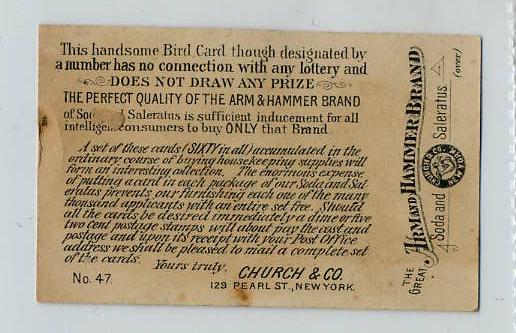 This handsome Bird Card though designated by
a number has no connection with any lottery and
DOES NOT DRAW ANY PRIZE
THE PERFECT QUALITY OF THE ARM & HAMMER BRAND
of Soda and Saleratus is sufficient inducement for all
intelligent consumers to buy ONLY that Brand.
A set of these cards (SIXTY in all) accumulated in the
ordinary course of buying housekeeping supplies will
form an interesting collection. The enormous expense
of putting a card in each package of our Soda and Sal-
eratus prevents our furnishing each one of the many
thousand applicants with an entire set free. Should
all the cards be desired immediately a dime or five
two cent postage stamps will about pay the cost and
postage and upon its receipt with your Post Office
address we shall be pleased to mail a complete set
of the cards.
Yours truly,
CHURCH & CO.
No. 47.
129 PEARL ST., NEW YORK.
THE GREAT
ARM AND HAMMER BRAND
Soda and Saleratus
(over)